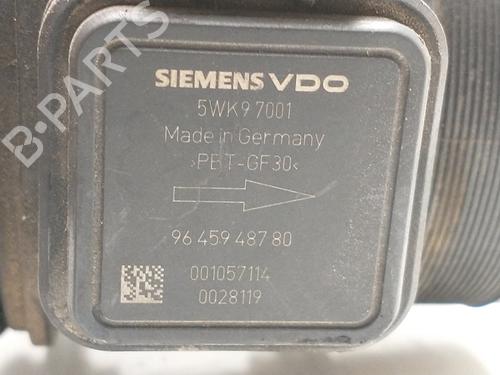 B-PARTS
SIEMENS VDO
5WK9 7001
Made in Germany
>PBT-GF30<
96 459 487 80
001057114
0028119